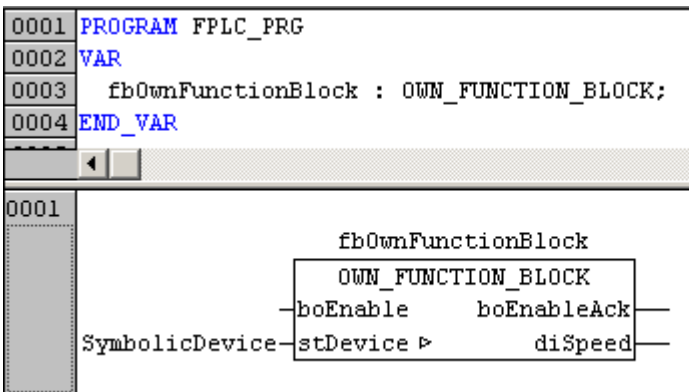 0001 PROGRAM FPLC_PRG
0002 VAR
0003 fbOwnFunctionBlock : OWN_FUNCTION_BLOCK;
0004 END_VAR
0001
fbOwnFunctionBlock
OWN_FUNCTION_BLOCK
boEnable boEnableAck
SymbolicDevice stDevice diSpeed